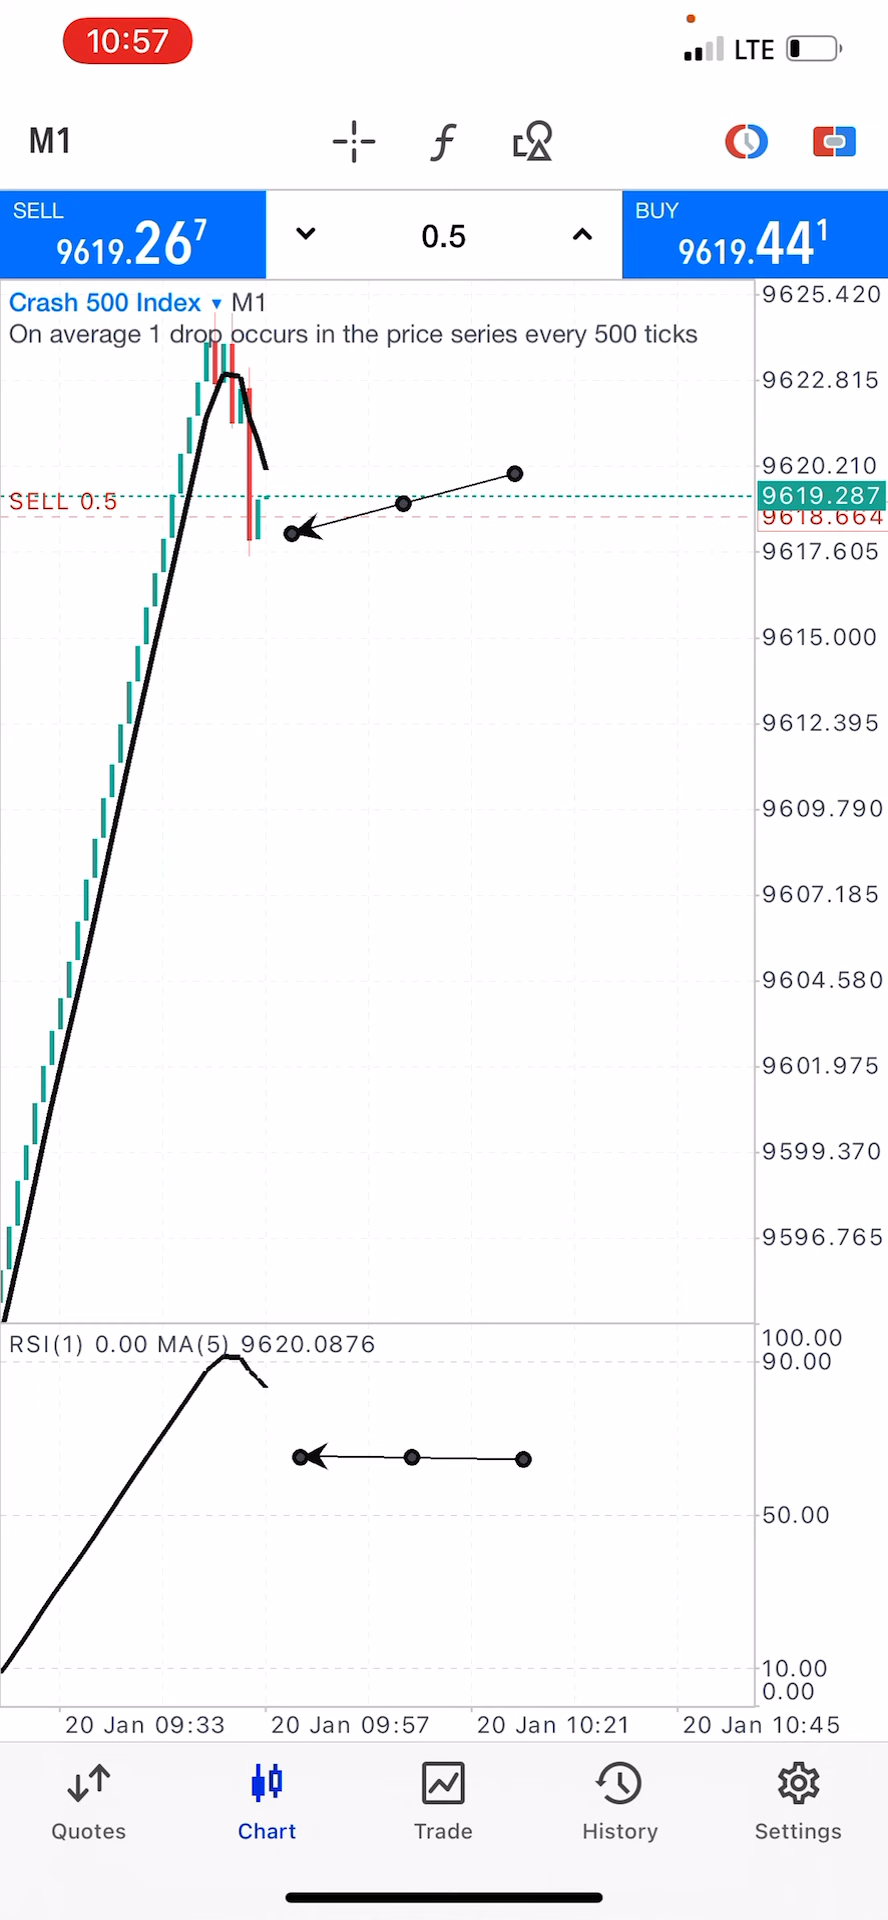 10:57
LTE
M1
SELL
9619.267
0.5
BUY
9619.441
Crash 500 Index ▾ M1
On average 1 drop occurs in the price series every 500 ticks
SELL 0.5
9625.420
9622.815
9620.210
9619.287
9618.664
9617.605
9615.000
9612.395
9609.790
9607.185
9604.580
9601.975
9599.370
9596.765
RSI(1) 0.00 MA(5) 9620.0876
100.00
90.00
50.00
10.00
0.00
20 Jan 09:33
20 Jan 09:57
20 Jan 10:21
20 Jan 10:45
Quotes
Chart
Trade
History
Settings